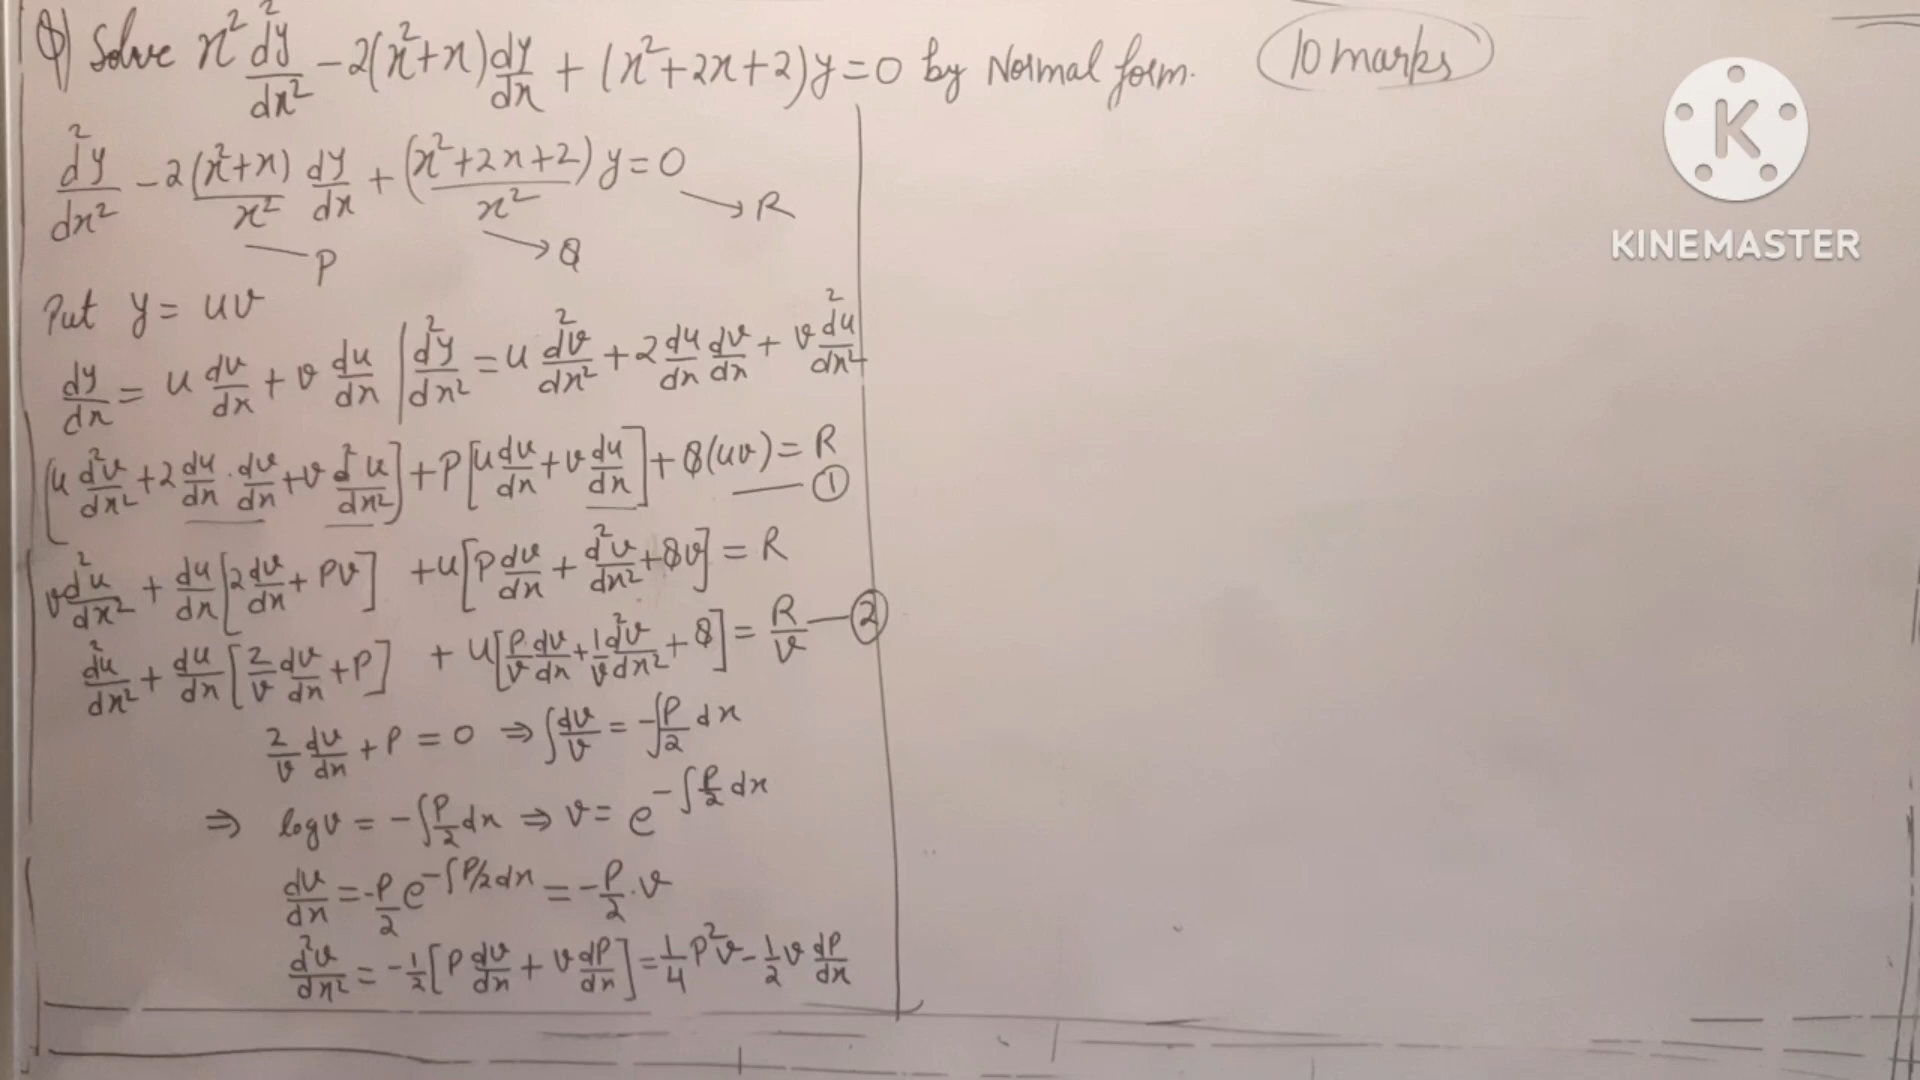 Q) Solve x² d²y/dx² - 2(x²+x) dy/dx + (x²+2x+2)y = 0 by Normal form. 10 marks
K
KINEMASTER
d²y/dx² - 2(x²+x)/x² dy/dx + (x²+2x+2)/x² y = 0 → R
P → Q
Put y = uv
dy/dx = u dv/dx + v du/dx | d²y/dx² = u d²v/dx² + 2 du/dx dv/dx + v d²u/dx²
[u d²v/dx² + 2 du/dx · dv/dx + v d²u/dx²] + P[u dv/dx + v du/dx] + Q(uv) = R — ①
v d²u/dx² + du/dx [2 dv/dx + Pv] + u[P dv/dx + d²v/dx² + Qv] = R
d²u/dx² + du/dx [2/v dv/dx + P] + u[P/v dv/dx + 1/v d²v/dx² + Q] = R/v — ②
2/v dv/dx + P = 0 ⇒ ∫dv/v = -∫P/2 dx
⇒ log v = -∫P/2 dx ⇒ v = e^(-∫P/2 dx)
dv/dx = -P/2 e^(-∫P/2 dx) = -P/2 · v
d²v/dx² = -1/2 [P dv/dx + v dP/dx] = 1/4 P²v - 1/2 v dP/dx